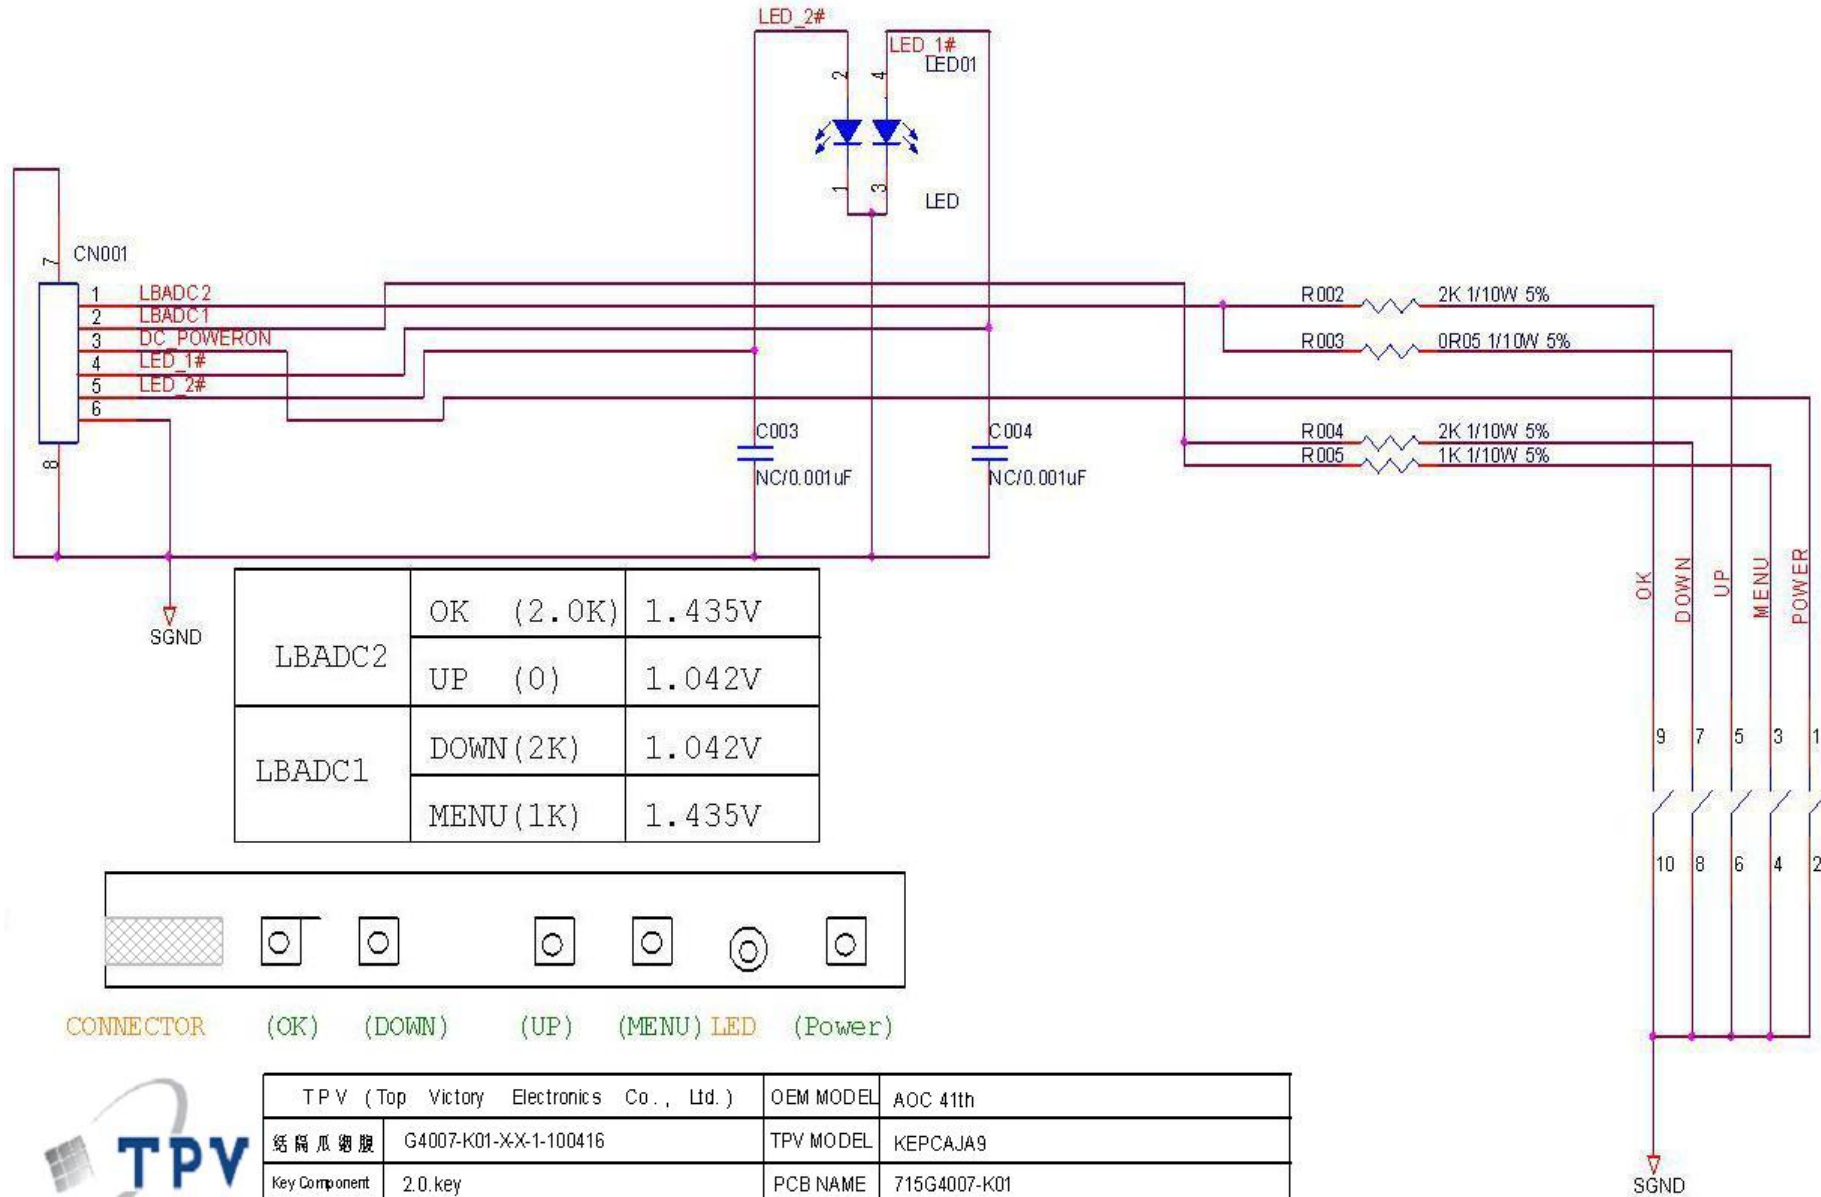 LED_2#
LED_1#
LED01
2
4
1
3
LED
CN001
7
1 LBADC2
2 LBADC1
3 DC_POWERON
4 LED_1#
5 LED_2#
6
8
R002 2K 1/10W 5%
R003 0R05 1/10W 5%
R004 2K 1/10W 5%
R005 1K 1/10W 5%
C003
NC/0.001uF
C004
NC/0.001uF
SGND
OK
DOWN
UP
MENU
POWER
9 7 5 3 1
10 8 6 4 2
SGND
LBADC2
OK (2.0K) 1.435V
UP (0) 1.042V
LBADC1
DOWN(2K) 1.042V
MENU(1K) 1.435V
CONNECTOR (OK) (DOWN) (UP) (MENU) LED (Power)
TPV
TPV (Top Victory Electronics Co., Ltd.) OEM MODEL AOC 41th
G4007-K01-X-X-1-100416 TPV MODEL KEPCAJA9
Key Component 2.0.key PCB NAME 715G4007-K01